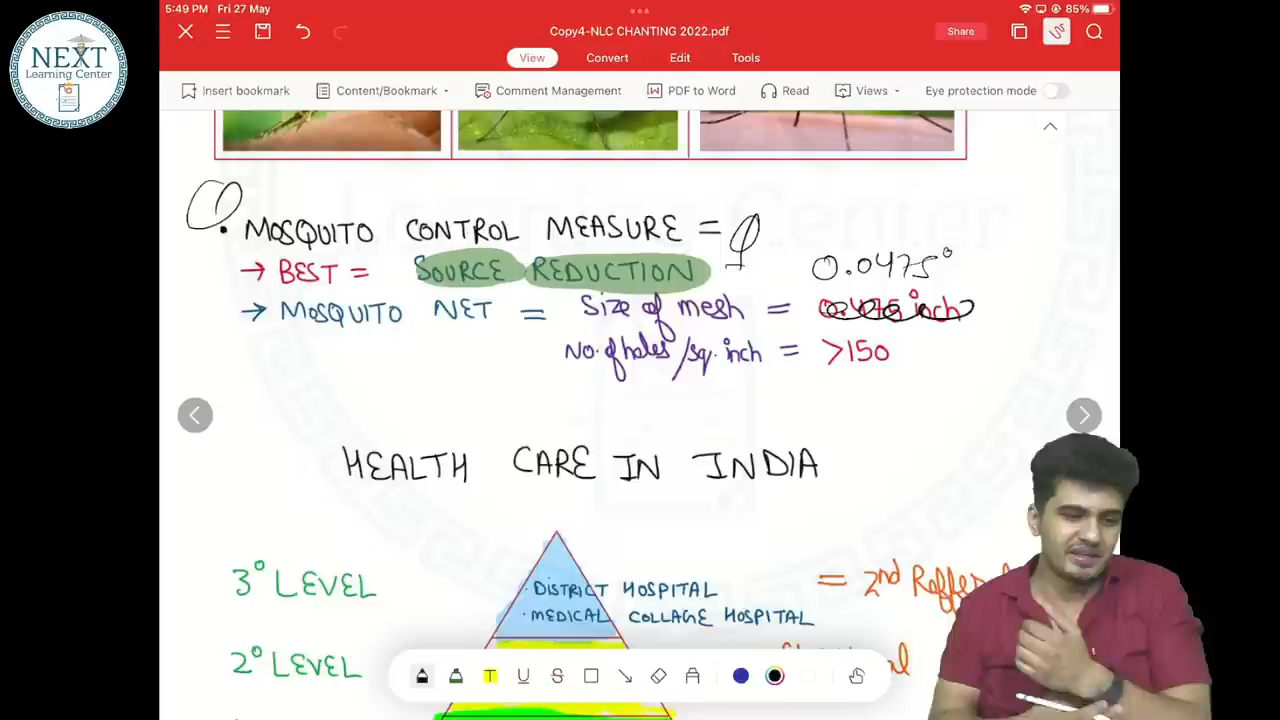 5:49 PM Fri 27 May
85%
NEXT
Learning Center
Copy4-NLC CHANTING 2022.pdf
Share
View Convert Edit Tools
Insert bookmark Content/Bookmark Comment Management PDF to Word Read Views Eye protection mode
Learning Center
MOSQUITO CONTROL MEASURE =
→ BEST = SOURCE REDUCTION
0.0475°
→ MOSQUITO NET = Size of mesh =
No. of holes /sq. inch = >150
HEALTH CARE IN INDIA
3° LEVEL
· DISTRICT HOSPITAL
· MEDICAL COLLAGE HOSPITAL
= 2nd
2° LEVEL